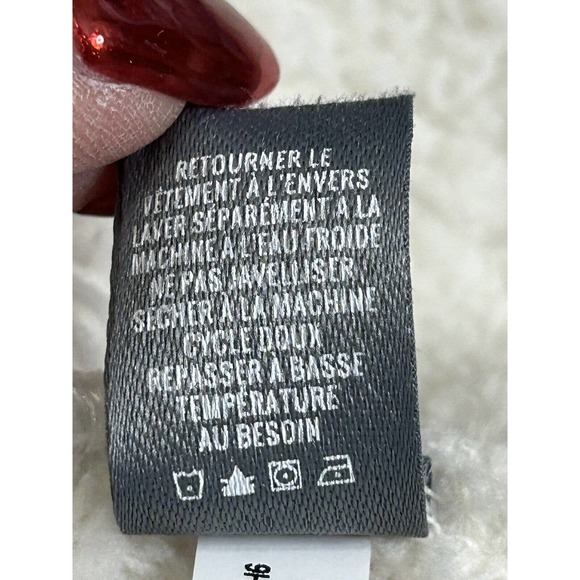 RETOURNER LE
VÊTEMENT À L'ENVERS
LAVER SÉPARÉMENT À LA
MACHINE À L'EAU FROIDE
NE PAS JAVELLISER
SÉCHER À LA MACHINE
CYCLE DOUX
REPASSER À BASSE
TEMPÉRATURE
AU BESOIN